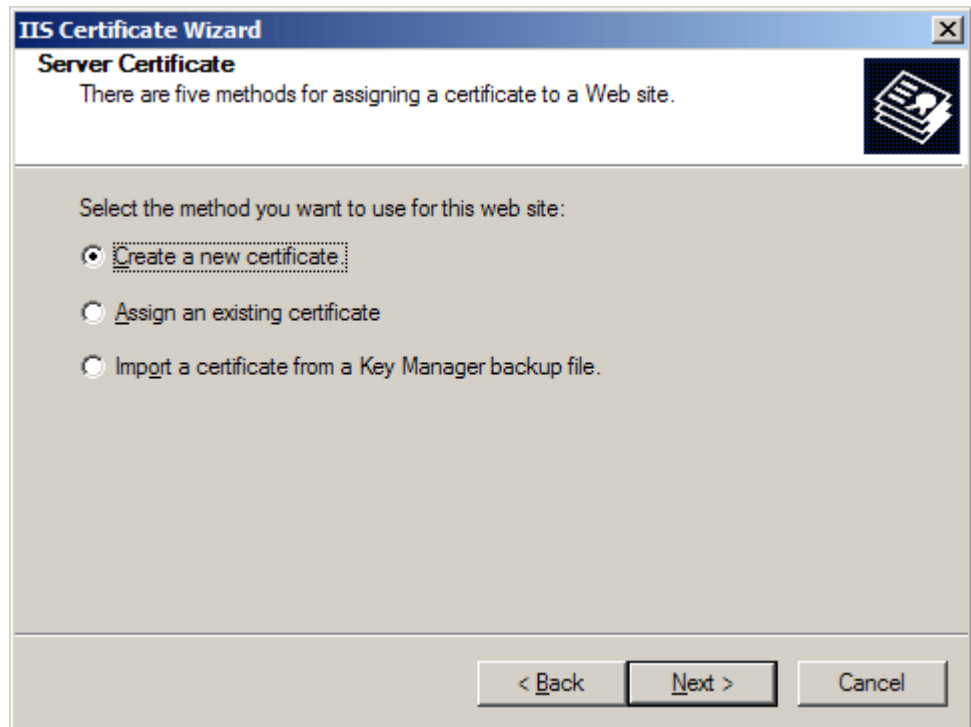 IIS Certificate Wizard
Server Certificate
There are five methods for assigning a certificate to a Web site.
Select the method you want to use for this web site:
Create a new certificate.
Assign an existing certificate
Import a certificate from a Key Manager backup file.
< Back Next > Cancel